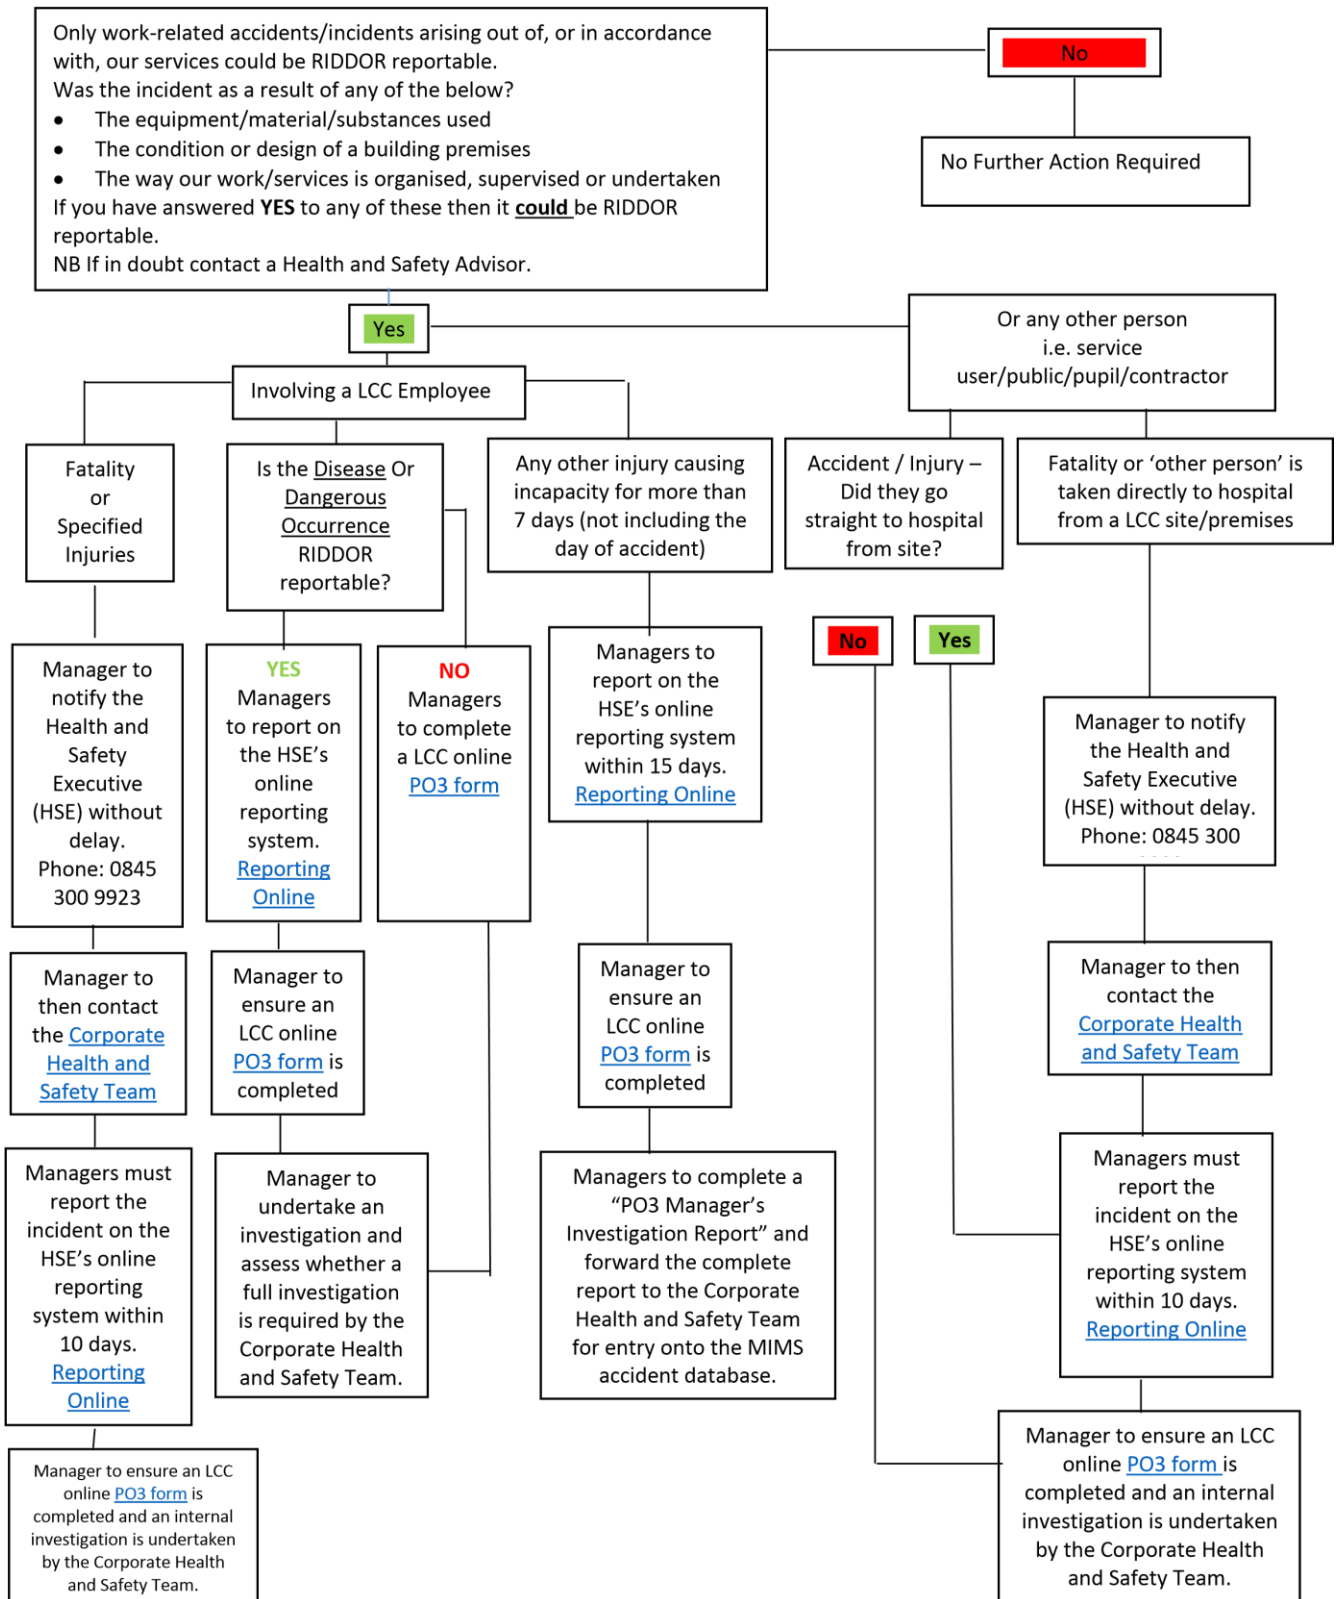 Only work-related accidents/incidents arising out of, or in accordance
with, our services could be RIDDOR reportable.
Was the incident as a result of any of the below?
• The equipment/material/substances used
• The condition or design of a building premises
• The way our work/services is organised, supervised or undertaken
If you have answered YES to any of these then it could be RIDDOR
reportable.
NB If in doubt contact a Health and Safety Advisor.
No
No Further Action Required
Yes
Or any other person
i.e. service
user/public/pupil/contractor
Involving a LCC Employee
Fatality
or
Specified
Injuries
Is the Disease Or
Dangerous
Occurrence
RIDDOR
reportable?
Any other injury causing
incapacity for more than
7 days (not including the
day of accident)
Accident / Injury –
Did they go
straight to hospital
from site?
Fatality or ‘other person’ is
taken directly to hospital
from a LCC site/premises
No
Yes
Manager to
notify the
Health and
Safety
Executive
(HSE) without
delay.
Phone: 0845
300 9923
YES
Managers
to report on
the HSE’s
online
reporting
system.
Reporting
Online
NO
Managers
to complete
a LCC online
PO3 form
Managers to
report on the
HSE’s online
reporting system
within 15 days.
Reporting Online
Manager to notify
the Health and
Safety Executive
(HSE) without delay.
Phone: 0845 300
Manager to
then contact
the Corporate
Health and
Safety Team
Manager to
ensure an
LCC online
PO3 form is
completed
Manager to
ensure an
LCC online
PO3 form is
completed
Manager to then
contact the
Corporate Health
and Safety Team
Managers must
report the
incident on the
HSE’s online
reporting
system within
10 days.
Reporting
Online
Manager to
undertake an
investigation and
assess whether a
full investigation
is required by the
Corporate Health
and Safety Team.
Managers to complete a
“PO3 Manager’s
Investigation Report” and
forward the complete
report to the Corporate
Health and Safety Team
for entry onto the MIMS
accident database.
Managers must
report the
incident on the
HSE’s online
reporting system
within 10 days.
Reporting Online
Manager to ensure an LCC
online PO3 form is
completed and an internal
investigation is undertaken
by the Corporate Health
and Safety Team.
Manager to ensure an LCC
online PO3 form is
completed and an internal
investigation is undertaken
by the Corporate Health
and Safety Team.